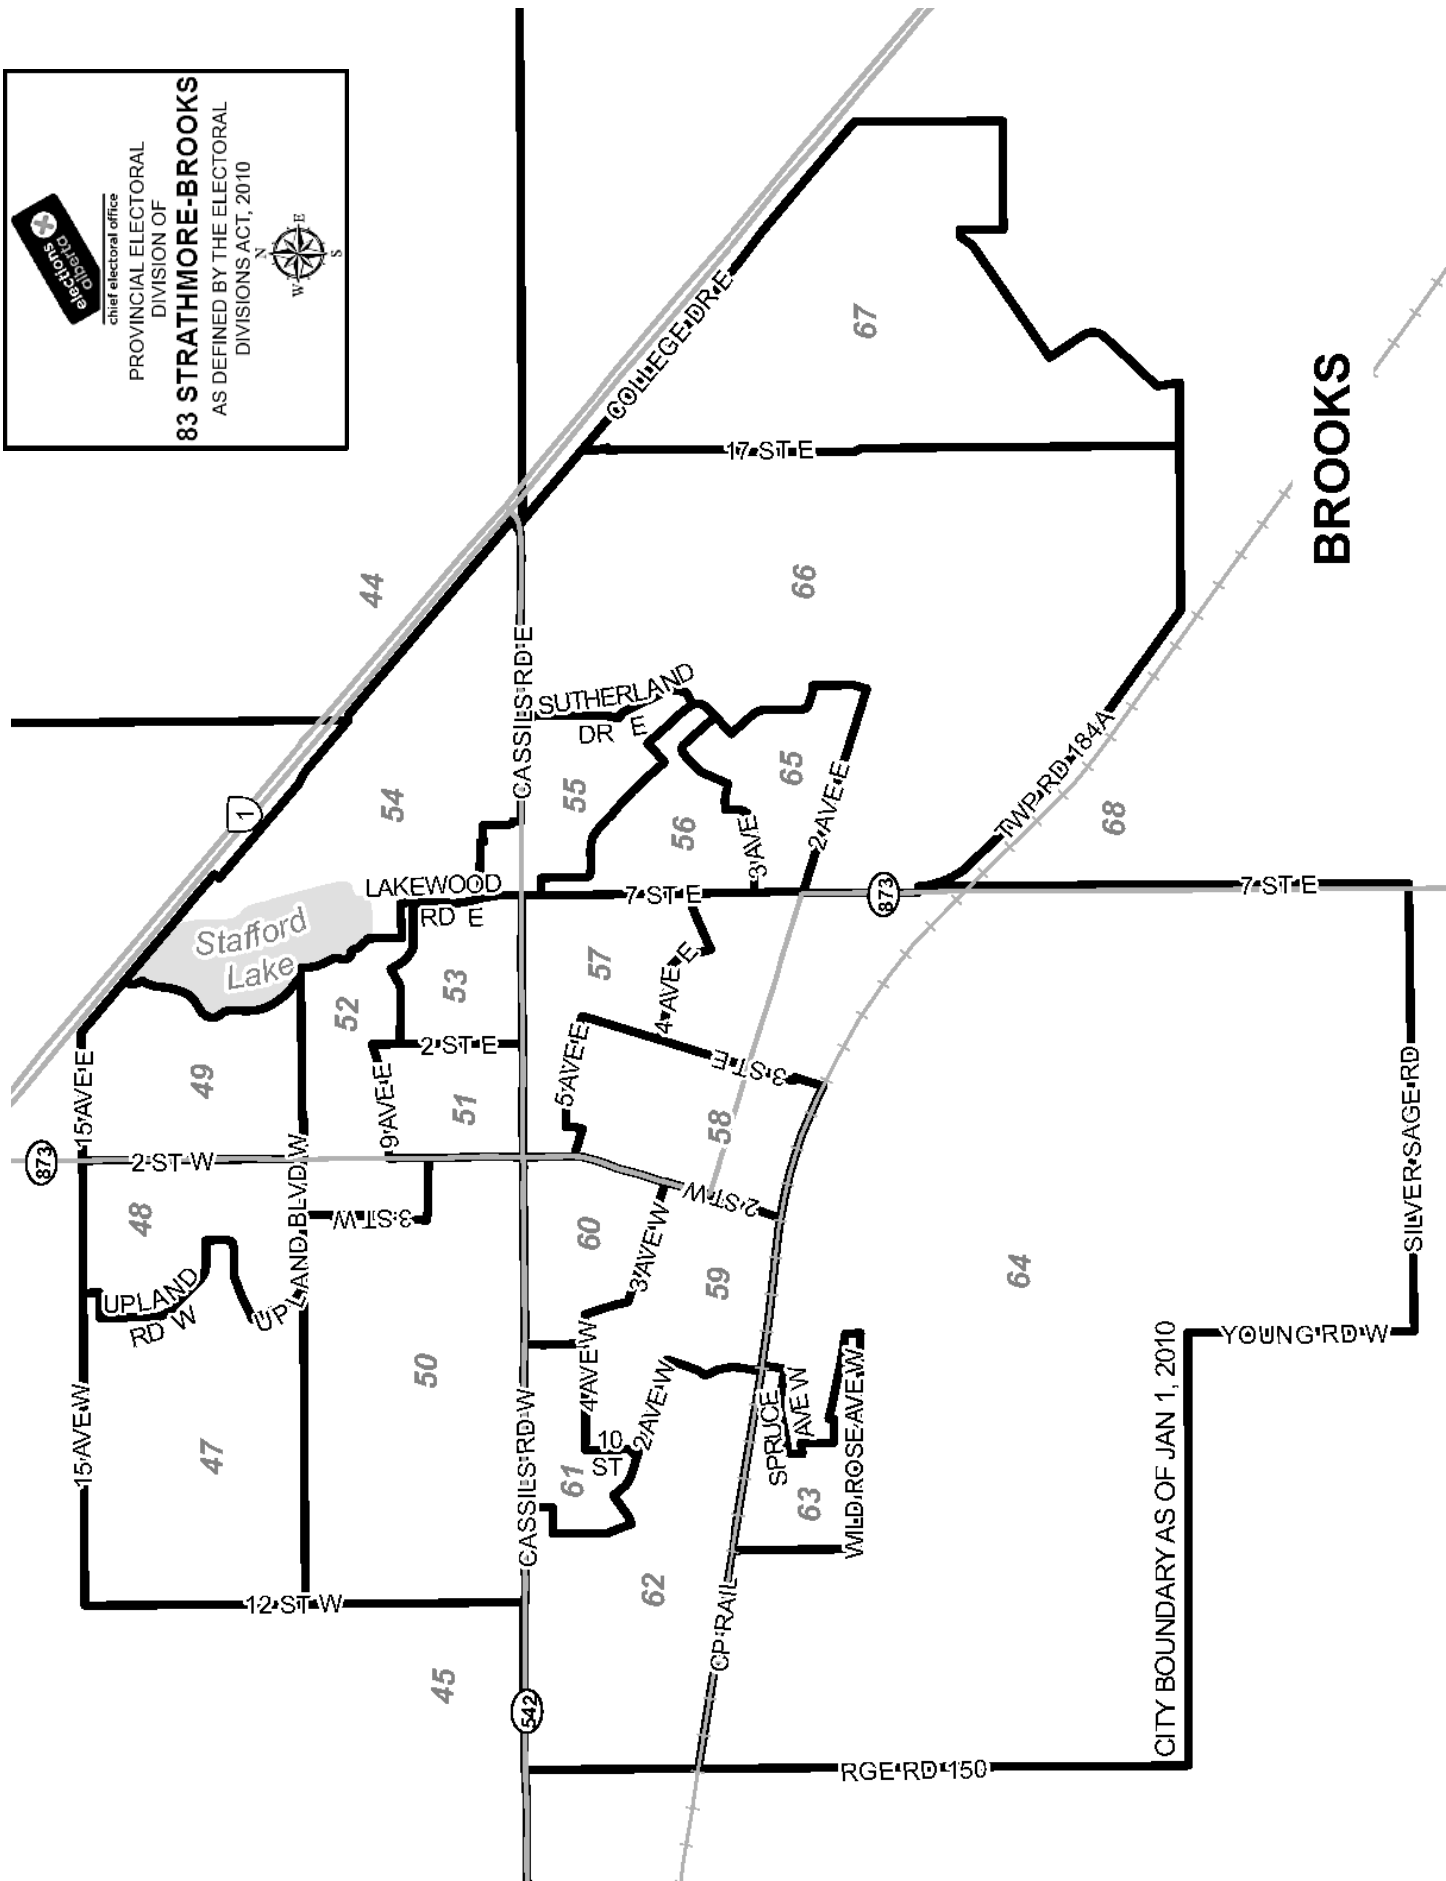 elections
alberta
chief electoral office
PROVINCIAL ELECTORAL
DIVISION OF
83 STRATHMORE-BROOKS
AS DEFINED BY THE ELECTORAL
DIVISIONS ACT, 2010
N
E
S
W
BROOKS
44
45
47
48
49
50
51
52
53
54
55
56
57
58
59
60
61
62
63
64
65
66
67
68
1
873
873
542
Stafford
Lake
COLLEGE DR E
17 ST E
CASSILS RD E
SUTHERLAND
DR E
LAKEWOOD
RD E
7 ST E
7 ST E
3 AVE
2 AVE E
TWP RD 184A
4 AVE E
3 ST E
5 AVE E
2 ST E
9 AVE E
15 AVE E
2 ST W
UPLAND BLVD W
3 ST W
UPLAND
RD W
UPL
15 AVE W
12 ST W
CASSILS RD W
2 ST W
3 AVE W
4 AVE W
10
ST
2 AVE W
SPRUCE
AVE W
WILDROSE AVE W
CP RAIL
RGE RD 150
CITY BOUNDARY AS OF JAN 1, 2010
YOUNG RD W
SILVER SAGE RD